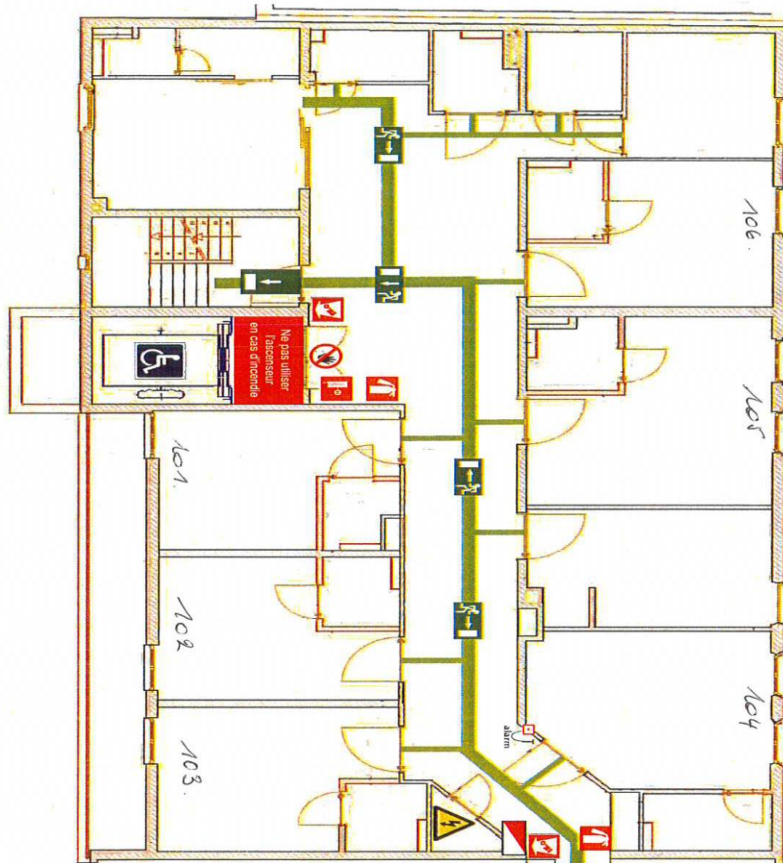 106.
105
104
101.
102
103.
Ne pas utiliser
l'ascenseur
en cas d'incendie
alarm